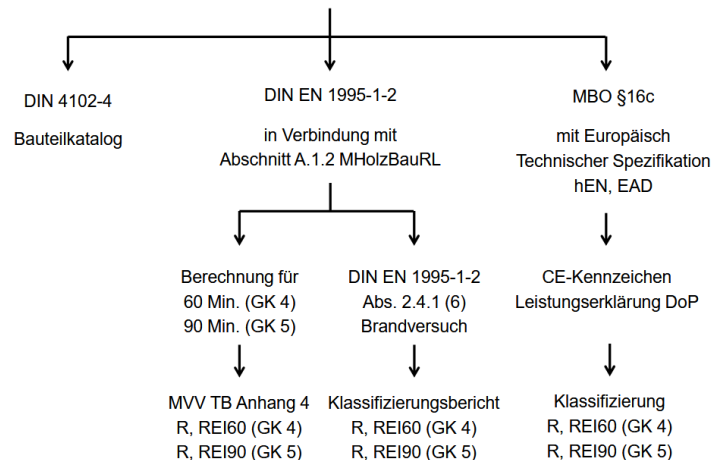 DIN 4102-4
Bauteilkatalog
DIN EN 1995-1-2
in Verbindung mit
Abschnitt A.1.2 MHolzBauRL
MBO §16c
mit Europäisch
Technischer Spezifikation
hEN, EAD
Berechnung für
60 Min. (GK 4)
90 Min. (GK 5)
DIN EN 1995-1-2
Abs. 2.4.1 (6)
Brandversuch
CE-Kennzeichen
Leistungserklärung DoP
MVV TB Anhang 4
R, REI60 (GK 4)
R, REI90 (GK 5)
Klassifizierungsbericht
R, REI60 (GK 4)
R, REI90 (GK 5)
Klassifizierung
R, REI60 (GK 4)
R, REI90 (GK 5)